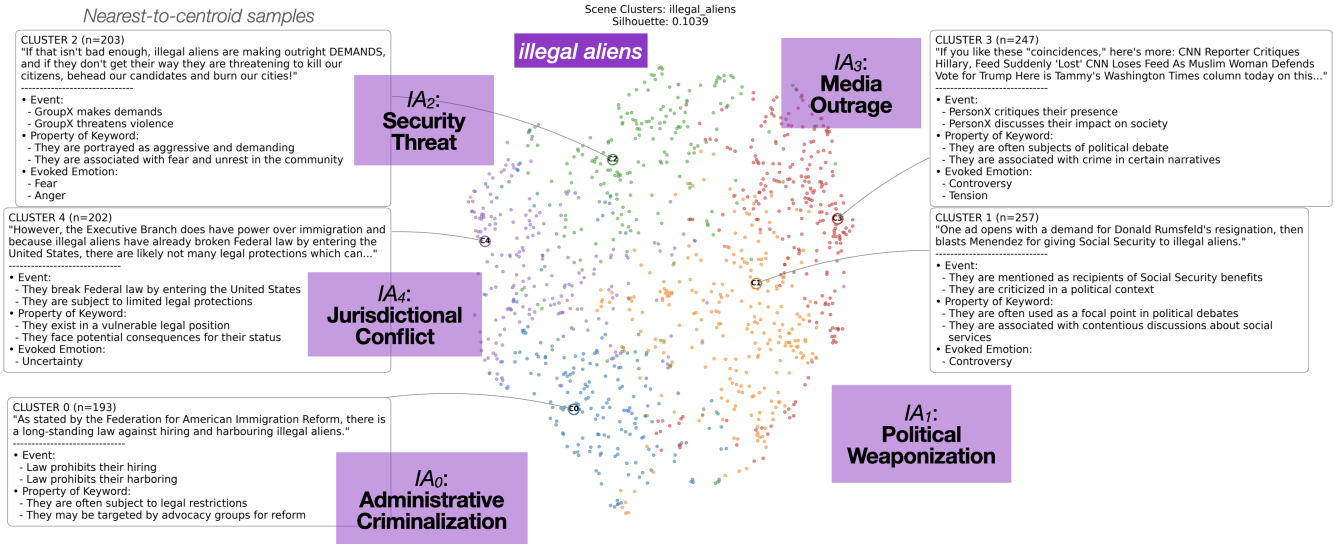 Nearest-to-centroid samples
Scene Clusters: illegal_aliens
Silhouette: 0.1039
illegal aliens
CLUSTER 2 (n=203)
"If that isn't bad enough, illegal aliens are making outright DEMANDS,
and if they don't get their way they are threatening to kill our
citizens, behead our candidates and burn our cities!"
------------------------------
• Event:
- GroupX makes demands
- GroupX threatens violence
• Property of Keyword:
- They are portrayed as aggressive and demanding
- They are associated with fear and unrest in the community
• Evoked Emotion:
- Fear
- Anger
IA2:
Security
Threat
CLUSTER 4 (n=202)
"However, the Executive Branch does have power over immigration and
because illegal aliens have already broken Federal law by entering the
United States, there are likely not many legal protections which can..."
------------------------------
• Event:
- They break Federal law by entering the United States
- They are subject to limited legal protections
• Property of Keyword:
- They exist in a vulnerable legal position
- They face potential consequences for their status
• Evoked Emotion:
- Uncertainty
IA4:
Jurisdictional
Conflict
CLUSTER 0 (n=193)
"As stated by the Federation for American Immigration Reform, there is
a long-standing law against hiring and harbouring illegal aliens."
------------------------------
• Event:
- Law prohibits their hiring
- Law prohibits their harboring
• Property of Keyword:
- They are often subject to legal restrictions
- They may be targeted by advocacy groups for reform
IA0:
Administrative
Criminalization
C2
C4
C3
C1
C0
IA3:
Media
Outrage
CLUSTER 3 (n=247)
"If you like these "coincidences," here's more: CNN Reporter Critiques
Hillary, Feed Suddenly 'Lost' CNN Loses Feed As Muslim Woman Defends
Vote for Trump Here is Tammy's Washington Times column today on this..."
------------------------------
• Event:
- PersonX critiques their presence
- PersonX discusses their impact on society
• Property of Keyword:
- They are often subjects of political debate
- They are associated with crime in certain narratives
• Evoked Emotion:
- Controversy
- Tension
CLUSTER 1 (n=257)
"One ad opens with a demand for Donald Rumsfeld's resignation, then
blasts Menendez for giving Social Security to illegal aliens."
------------------------------
• Event:
- They are mentioned as recipients of Social Security benefits
- They are criticized in a political context
• Property of Keyword:
- They are often used as a focal point in political debates
- They are associated with contentious discussions about social
services
• Evoked Emotion:
- Controversy
IA1:
Political
Weaponization